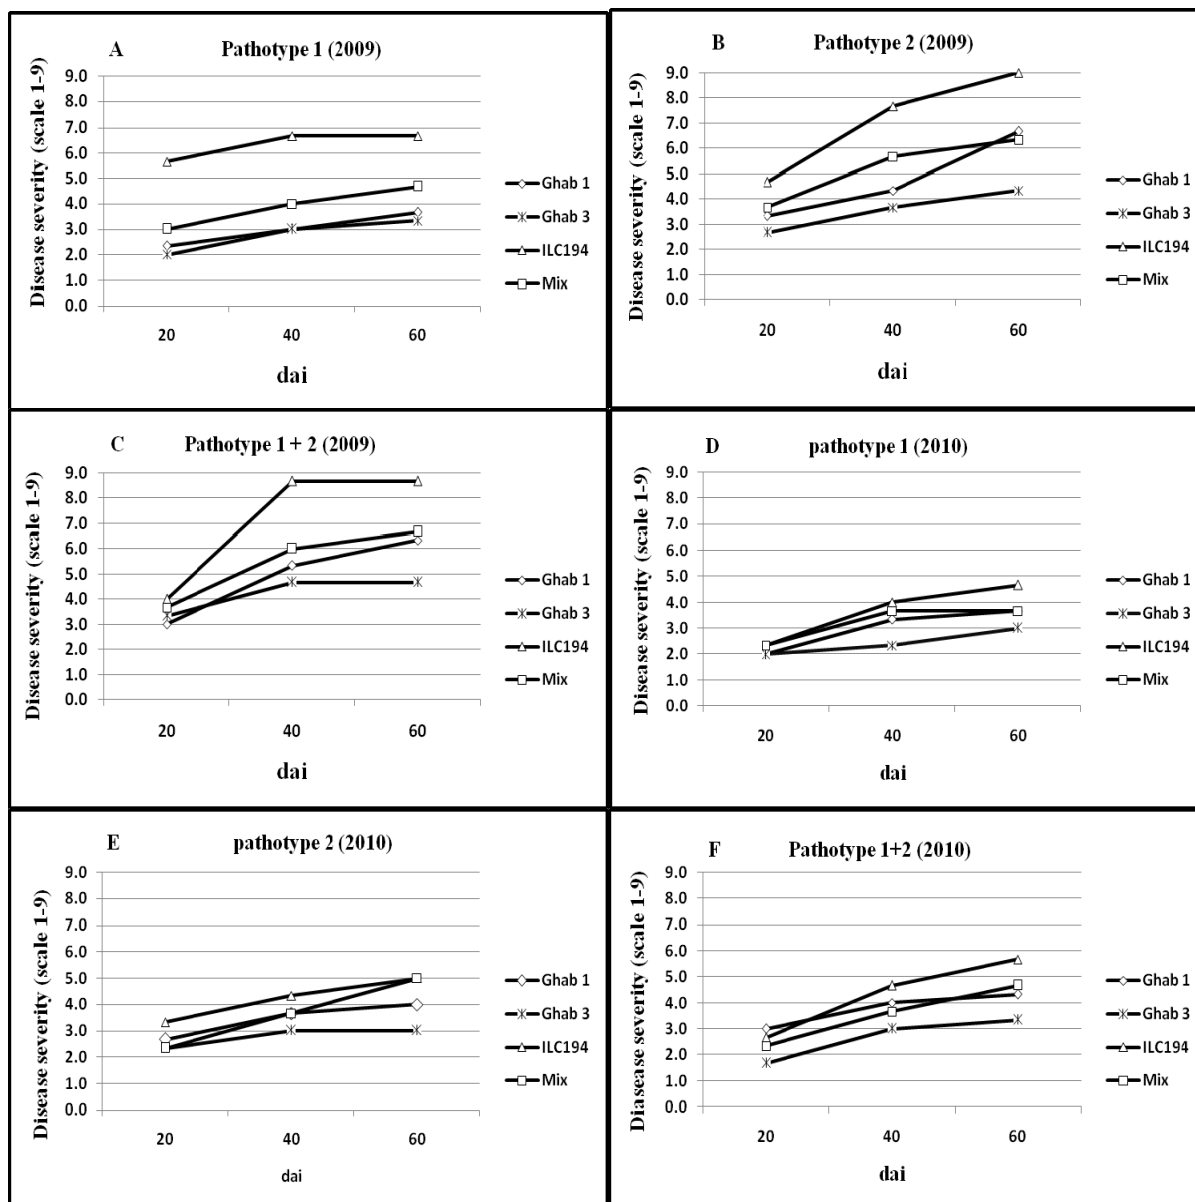 A Pathotype 1 (2009)
Disease severity (scale 1-9)
9.0
8.0
7.0
6.0
5.0
4.0
3.0
2.0
1.0
0.0
20 40 60
dai
Ghab 1
Ghab 3
ILC194
Mix
B Pathotype 2 (2009)
Disease severity (scale 1-9)
9.0
8.0
7.0
6.0
5.0
4.0
3.0
2.0
1.0
0.0
20 40 60
dai
Ghab 1
Ghab 3
ILC194
Mix
C Pathotype 1 + 2 (2009)
Disease severity (scale 1-9)
9.0
8.0
7.0
6.0
5.0
4.0
3.0
2.0
1.0
0.0
20 40 60
dai
Ghab 1
Ghab 3
ILC194
Mix
D pathotype 1 (2010)
Disease severity (scale 1-9)
9.0
8.0
7.0
6.0
5.0
4.0
3.0
2.0
1.0
0.0
20 40 60
dai
Ghab 1
Ghab 3
ILC194
Mix
E pathotype 2 (2010)
Disease severity (scale 1-9)
9.0
8.0
7.0
6.0
5.0
4.0
3.0
2.0
1.0
0.0
20 40 60
dai
Ghab 1
Ghab 3
ILC194
Mix
F Pathotype 1+2 (2010)
Diasease severity (scale 1-9)
9.0
8.0
7.0
6.0
5.0
4.0
3.0
2.0
1.0
0.0
20 40 60
dai
Ghab 1
Ghab 3
ILC194
Mix